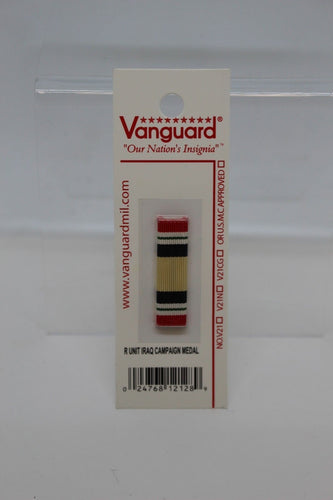 ★★★★★★★★★
Vanguard®
"Our Nation's Insignia"™
www.vanguardmil.com
NO. V21 ☐ V21N ☐ V21CG ☐ OR U.S.M.C APPROVED ☐
R UNIT IRAQ CAMPAIGN MEDAL
0 24768 12128 9